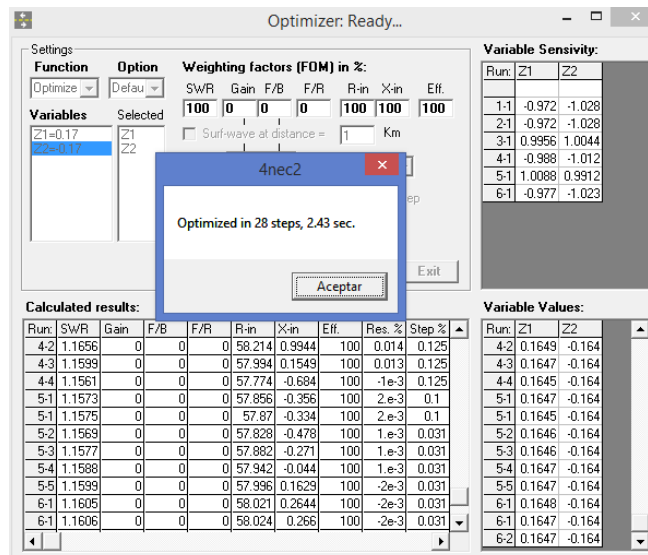 Optimizer: Ready...
Settings
Function Option Weighting factors (FOM) in %:
Optimize Defau SWR Gain F/B F/R R-in X-in Eff.
100 0 0 0 100 100 100
Variables Selected
Z1=0.17 Z1
Z2=-0.17 Z2
Surf-wave at distance = 1 Km
4nec2
Optimized in 28 steps, 2.43 sec.
Aceptar
Exit
Variable Sensivity:
Run: Z1 Z2
1-1 -0.972 -1.028
2-1 -0.972 -1.028
3-1 0.9956 1.0044
4-1 -0.988 -1.012
5-1 1.0088 0.9912
6-1 -0.977 -1.023
Calculated results:
Run: SWR Gain F/B F/R R-in X-in Eff. Res. % Step %
4-2 1.1656 0 0 0 58.214 0.9944 100 0.014 0.125
4-3 1.1599 0 0 0 57.994 0.1549 100 0.013 0.125
4-4 1.1561 0 0 0 57.774 -0.684 100 -1e-3 0.125
5-1 1.1573 0 0 0 57.856 -0.356 100 2.e-3 0.1
5-1 1.1575 0 0 0 57.87 -0.334 100 2.e-3 0.1
5-2 1.1569 0 0 0 57.828 -0.478 100 1.e-3 0.031
5-3 1.1577 0 0 0 57.882 -0.271 100 1.e-3 0.031
5-4 1.1588 0 0 0 57.942 -0.044 100 1.e-3 0.031
5-5 1.1599 0 0 0 57.996 0.1629 100 -2e-3 0.031
6-1 1.1605 0 0 0 58.021 0.2644 100 -2e-3 0.031
6-1 1.1606 0 0 0 58.024 0.266 100 -2e-3 0.031
Variable Values:
Run: Z1 Z2
4-2 0.1649 -0.164
4-3 0.1647 -0.164
4-4 0.1645 -0.164
5-1 0.1647 -0.164
5-1 0.1645 -0.164
5-2 0.1646 -0.164
5-3 0.1646 -0.164
5-4 0.1647 -0.164
5-5 0.1647 -0.164
6-1 0.1648 -0.164
6-1 0.1647 -0.164
6-2 0.1647 -0.164